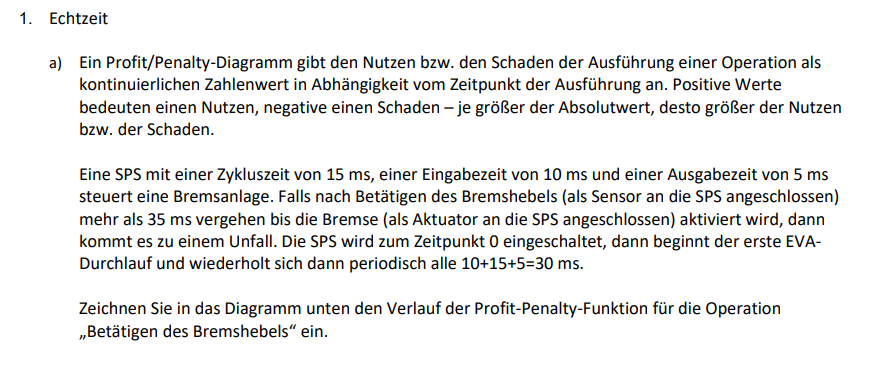 1. Echtzeit
a) Ein Profit/Penalty-Diagramm gibt den Nutzen bzw. den Schaden der Ausführung einer Operation als
kontinuierlichen Zahlenwert in Abhängigkeit vom Zeitpunkt der Ausführung an. Positive Werte
bedeuten einen Nutzen, negative einen Schaden – je größer der Absolutwert, desto größer der Nutzen
bzw. der Schaden.
Eine SPS mit einer Zykluszeit von 15 ms, einer Eingabezeit von 10 ms und einer Ausgabezeit von 5 ms
steuert eine Bremsanlage. Falls nach Betätigen des Bremshebels (als Sensor an die SPS angeschlossen)
mehr als 35 ms vergehen bis die Bremse (als Aktuator an die SPS angeschlossen) aktiviert wird, dann
kommt es zu einem Unfall. Die SPS wird zum Zeitpunkt 0 eingeschaltet, dann beginnt der erste EVA-
Durchlauf und wiederholt sich dann periodisch alle 10+15+5=30 ms.
Zeichnen Sie in das Diagramm unten den Verlauf der Profit-Penalty-Funktion für die Operation
„Betätigen des Bremshebels“ ein.